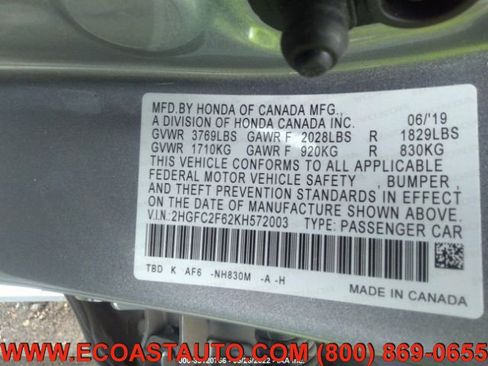 MFD.BY HONDA OF CANADA MFG.,
A DIVISION OF HONDA CANADA INC. 06/'19
GVWR 3769LBS GAWR F 2028LBS R 1829LBS
GVWR 1710KG GAWR F 920KG R 830KG
THIS VEHICLE CONFORMS TO ALL APPLICABLE
FEDERAL MOTOR VEHICLE SAFETY , BUMPER ,
AND THEFT PREVENTION STANDARDS IN EFFECT
ON THE DATE OF MANUFACTURE SHOWN ABOVE.
V.I.N:2HGFC2F62KH572003 TYPE: PASSENGER CAR
TBD K AF6 -NH830M -A -H
MADE IN CANADA
WWW.ECOASTAUTO.COM (800) 869-0655